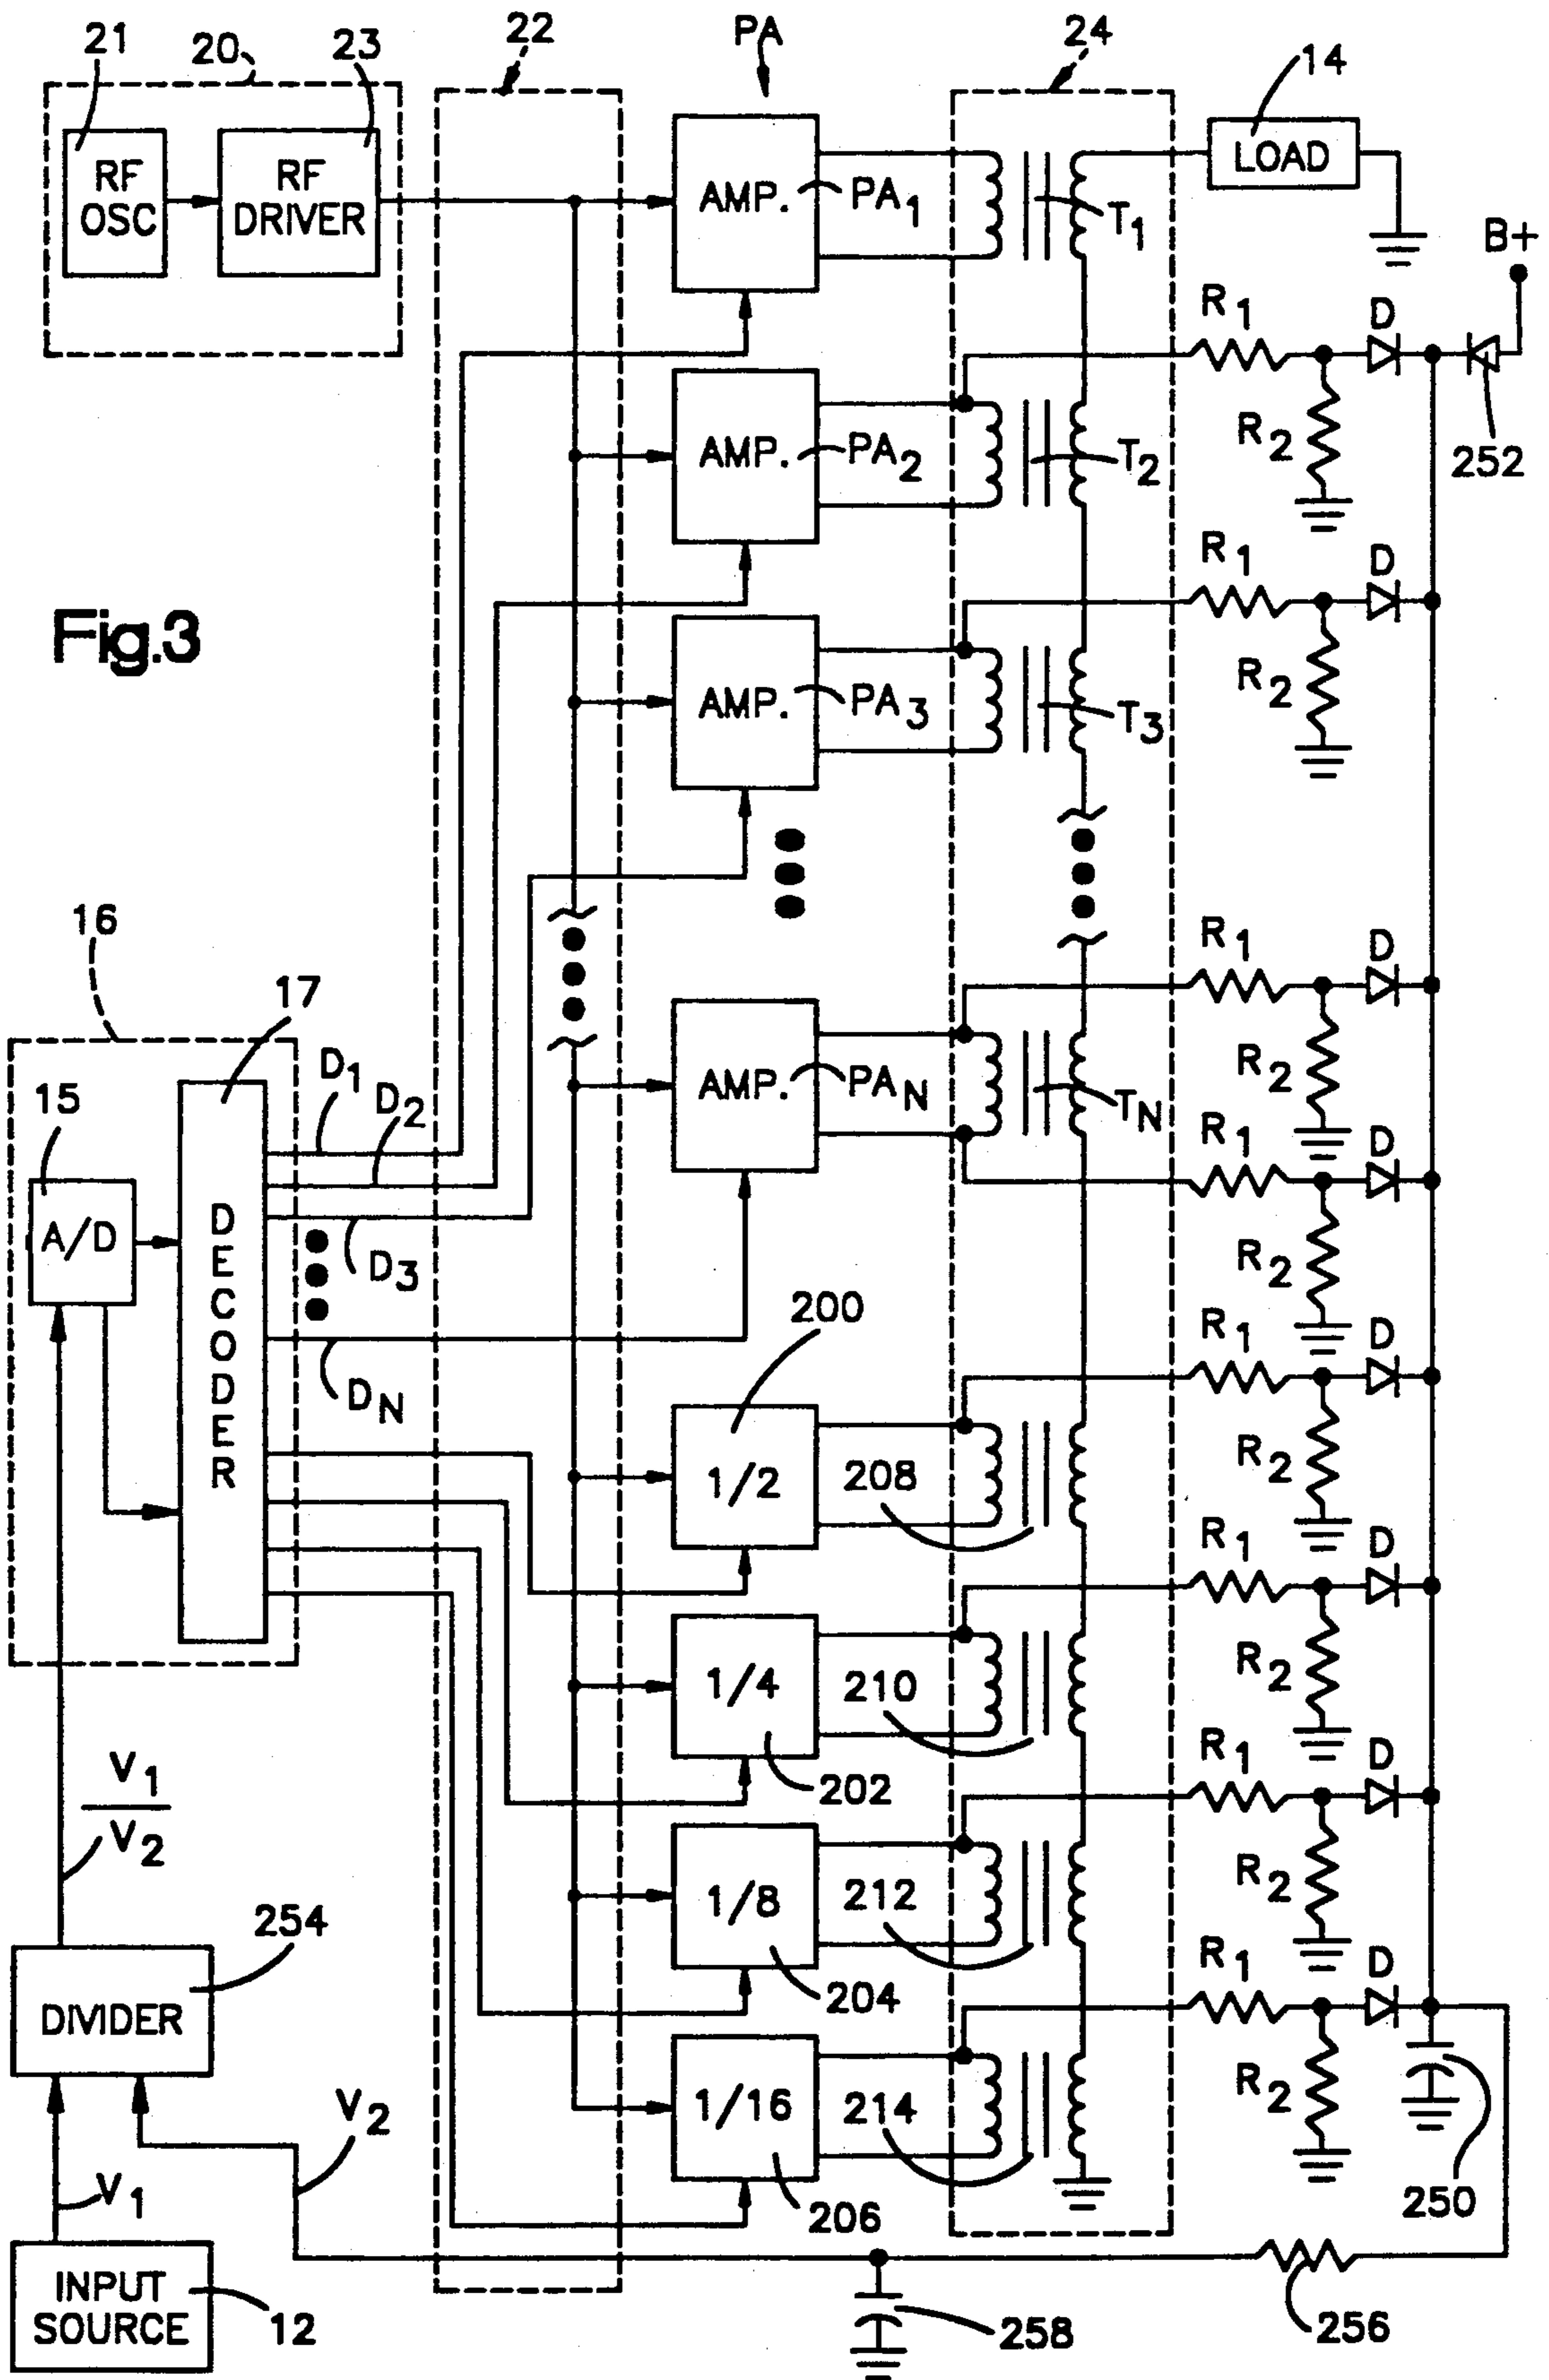 21
20
23
22
PA
24
14
RF
OSC
RF
DRIVER
AMP.
PA1
T1
LOAD
B+
R1
D
R2
252
AMP.
PA2
T2
R1
D
R2
Fig.3
AMP.
PA3
T3
16
17
R1
D
R2
15
D1
D2
AMP.
PAN
TN
R1
D
R2
A/D
DECODER
D3
DN
200
R1
D
R2
1/2
208
R1
D
R2
1/4
210
202
V1
V2
R1
D
R2
1/8
212
204
254
DIVIDER
R1
D
R2
1/16
214
206
250
V2
V1
INPUT
SOURCE
12
258
256